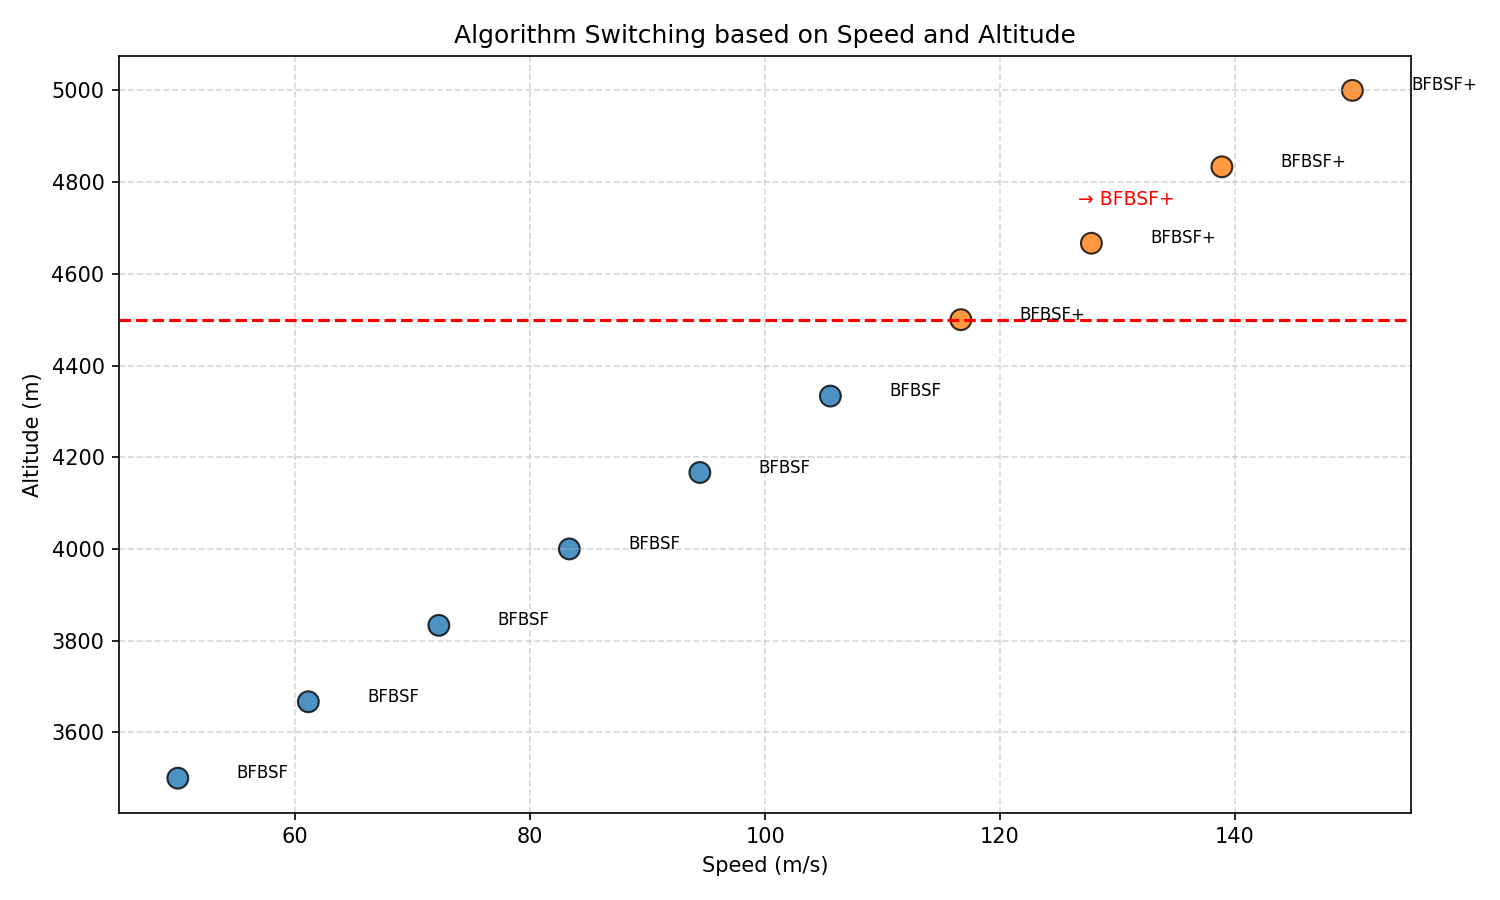 Algorithm Switching based on Speed and Altitude
5000
BFBSF+
BFBSF+
4800
→ BFBSF+
BFBSF+
4600
BFBSF+
4400
BFBSF
BFBSF
4200
4000
BFBSF
BFBSF
3800
BFBSF
3600
BFBSF
Altitude (m)
60
80
100
120
140
Speed (m/s)